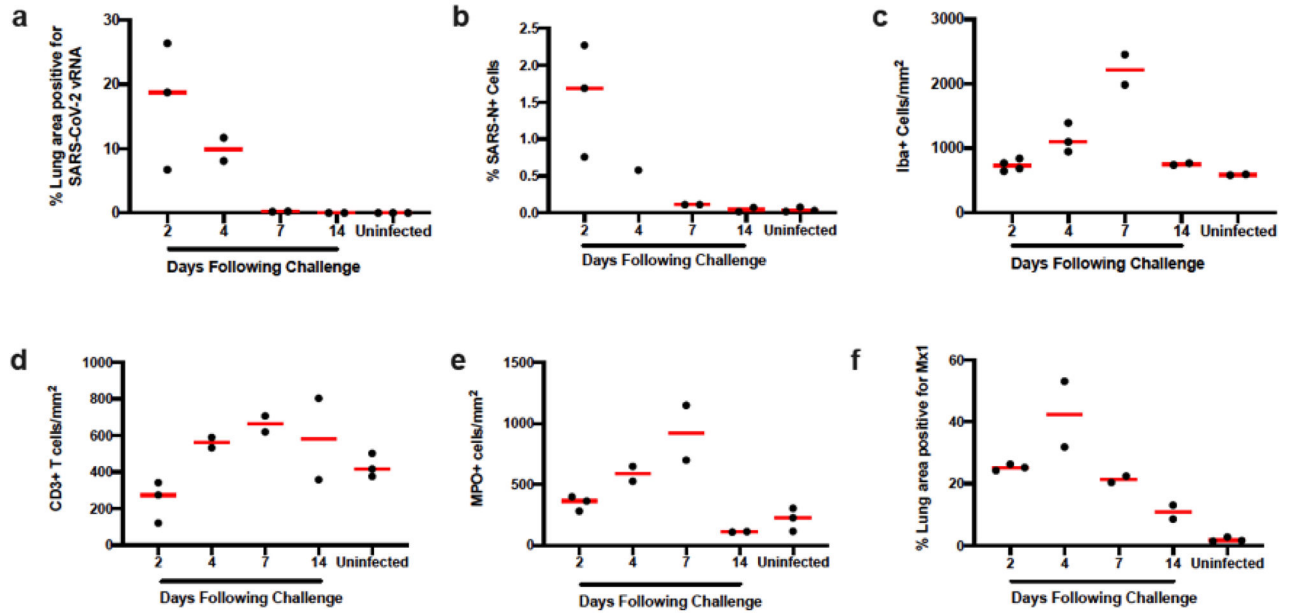 a
% Lung area positive for
SARS-CoV-2 vRNA
30
20
10
0
2 4 7 14 Uninfected
Days Following Challenge
b
% SARS-N+ Cells
2.5
2.0
1.5
1.0
0.5
0.0
2 4 7 14 Uninfected
Days Following Challenge
c
Iba+ Cells/mm²
3000
2000
1000
0
2 4 7 14 Uninfected
Days Following Challenge
d
CD3+ T cells/mm²
1000
800
600
400
200
0
2 4 7 14 Uninfected
Days Following Challenge
e
MPO+ cells/mm²
1500
1000
500
0
2 4 7 14 Uninfected
Days Following Challenge
f
% Lung area positive for Mx1
60
40
20
0
2 4 7 14 Uninfected
Days Following Challenge